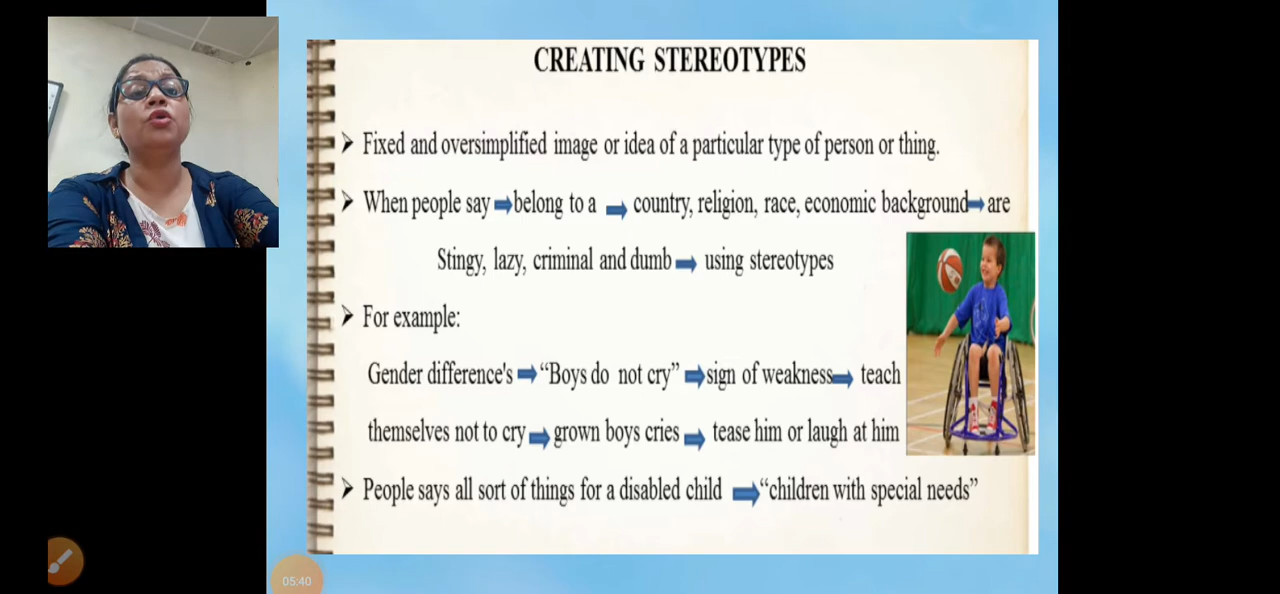 CREATING STEREOTYPES
Fixed and oversimplified image or idea of a particular type of person or thing.
When people say belong to a country, religion, race, economic background are
Stingy, lazy, criminal and dumb using stereotypes
For example:
Gender difference's “Boys do not cry” sign of weakness teach
themselves not to cry grown boys cries tease him or laugh at him
People says all sort of things for a disabled child “children with special needs”
05:40